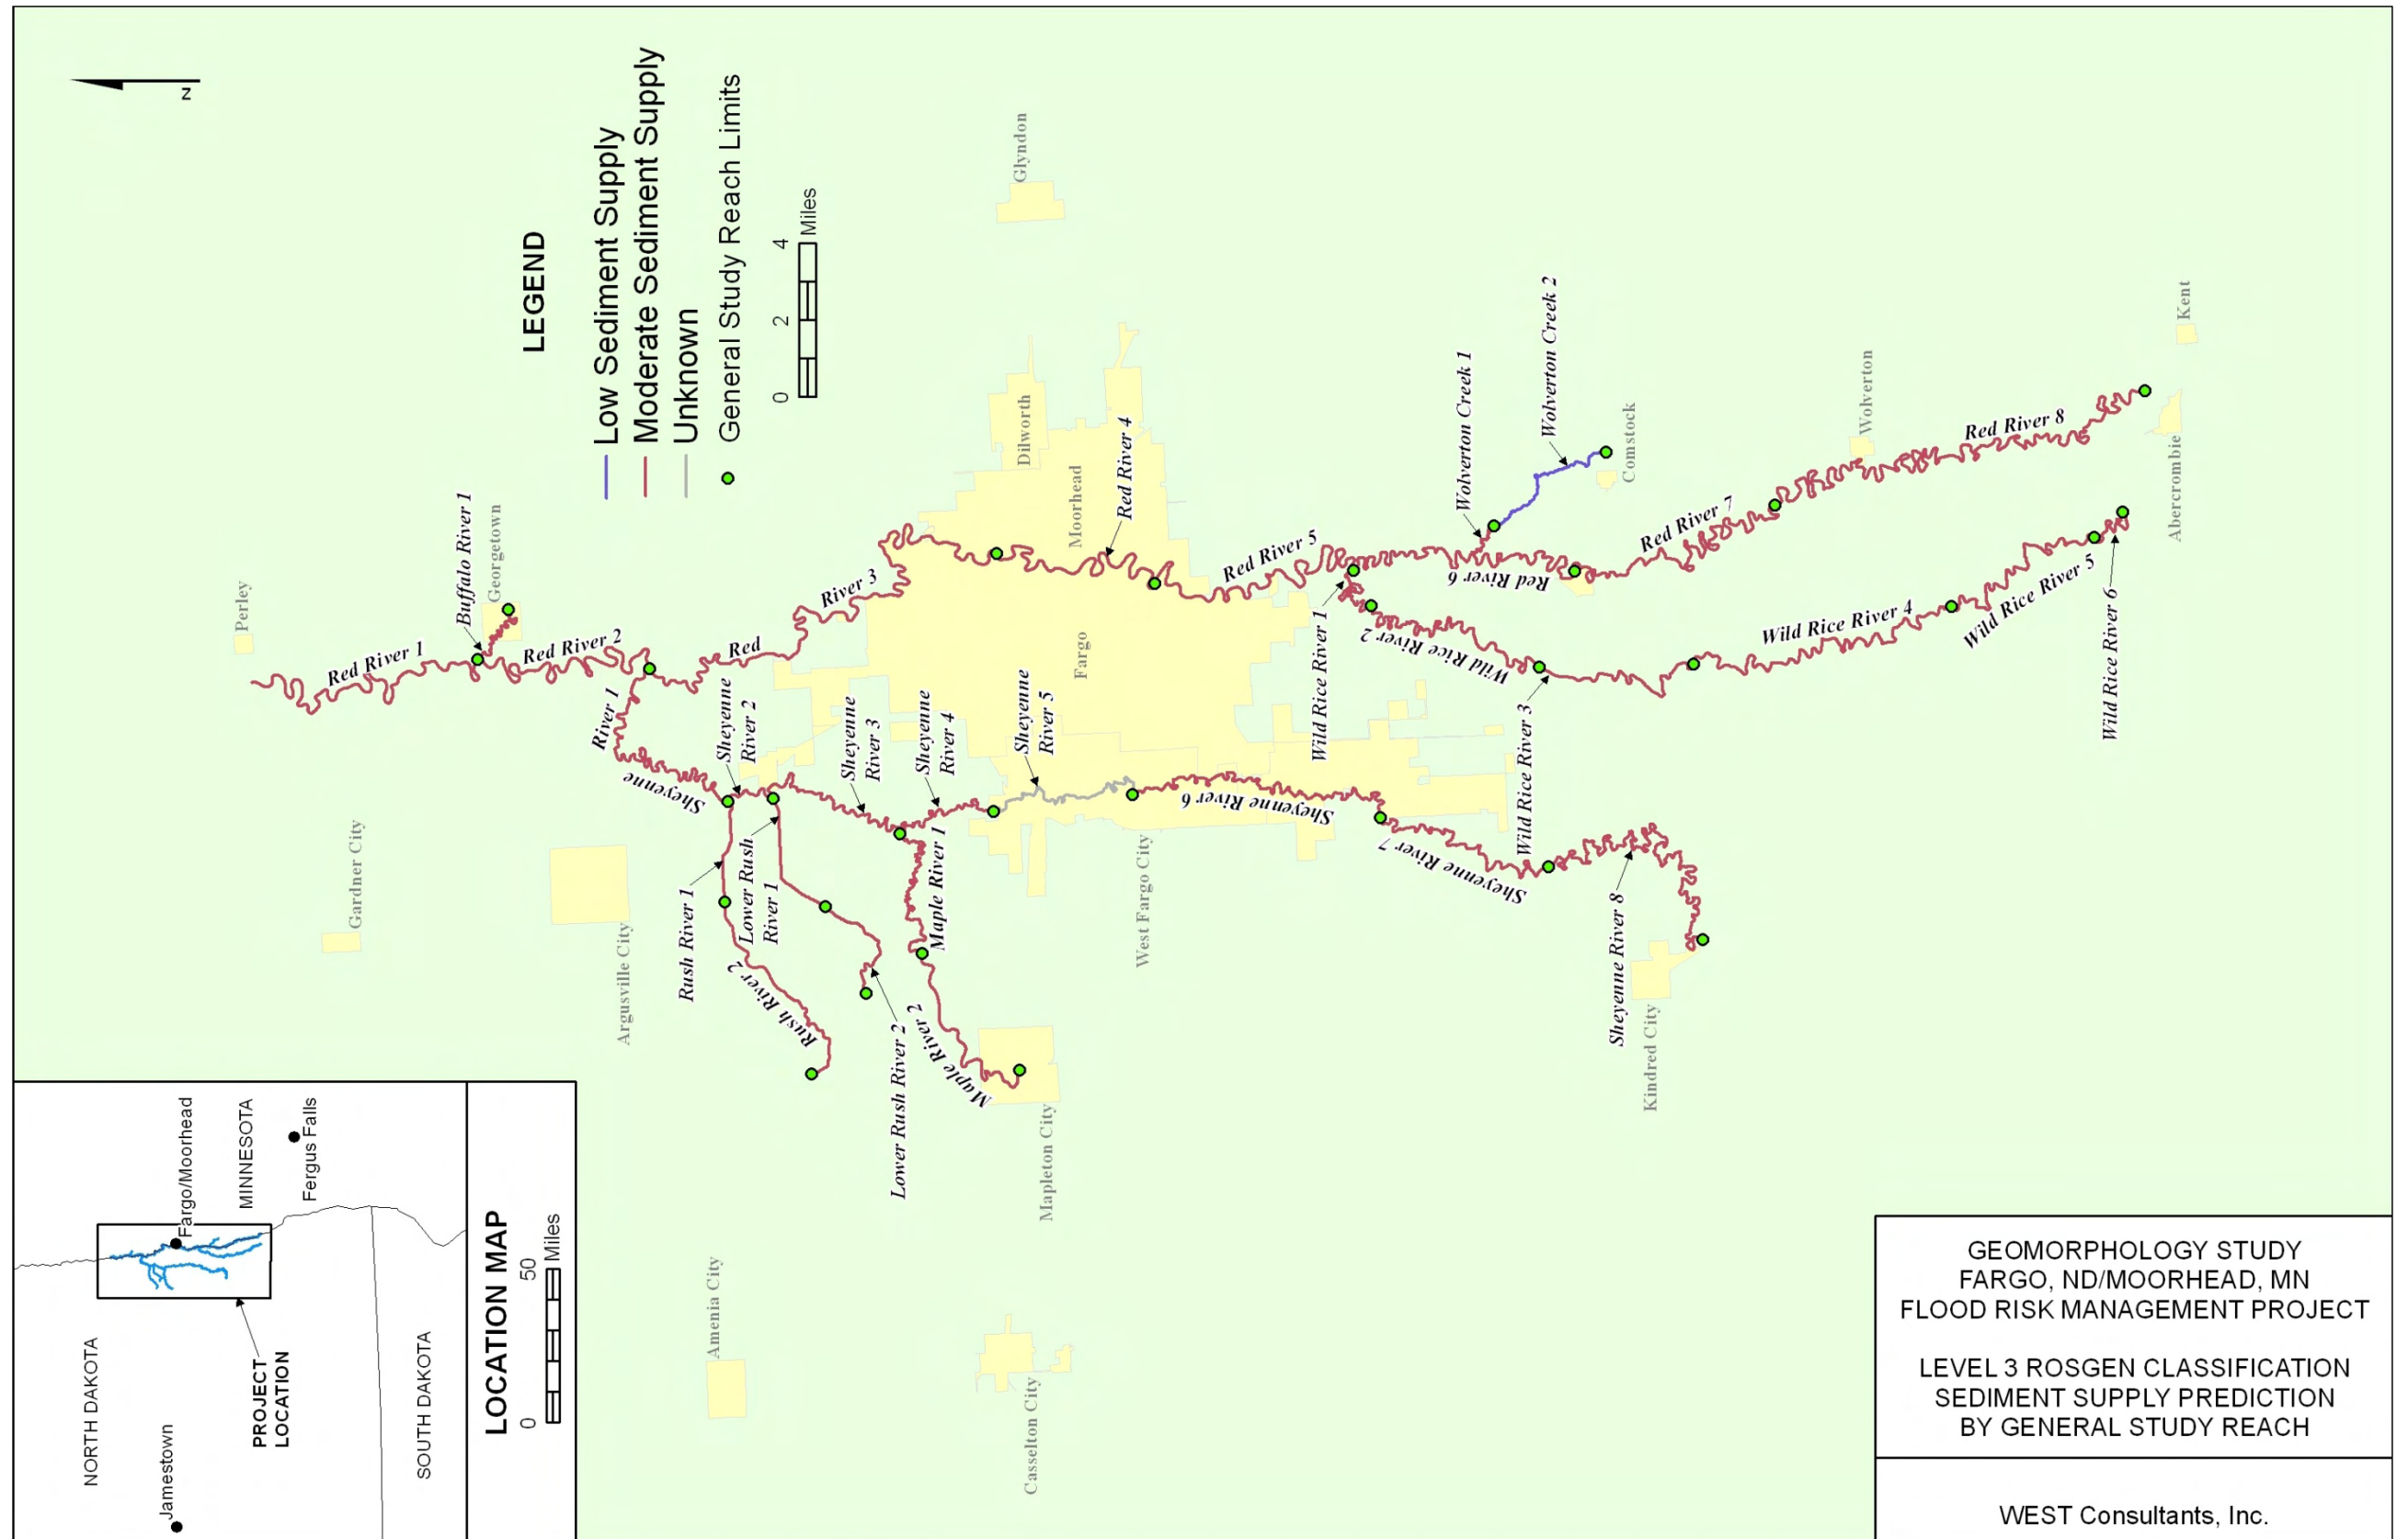 N
LEGEND
Low Sediment Supply
Moderate Sediment Supply
Unknown
General Study Reach Limits
0 2 4
Miles
Perley
Georgetown
Glyndon
Dilworth
Moorhead
Fargo
Gardner City
Argusville City
West Fargo City
Mapleton City
Amenia City
Casselton City
Kindred City
Comstock
Wolverton
Kent
Abercrombie
Buffalo River 1
Red River 1
Red River 2
Red
River 3
Red River 4
Red River 5
Red River 6
Red River 7
Red River 8
Wolverton Creek 1
Wolverton Creek 2
Wild Rice River 1
Wild Rice River 2
Wild Rice River 3
Wild Rice River 4
Wild Rice River 5
Wild Rice River 6
Sheyenne
River 1
Sheyenne
River 2
Sheyenne
River 3
Sheyenne
River 4
Sheyenne
River 5
Sheyenne River 6
Sheyenne River 7
Sheyenne River 8
Rush River 1
Rush River 2
Lower Rush
River 1
Lower Rush River 2
Maple River 1
Maple River 2
NORTH DAKOTA
Jamestown
PROJECT
LOCATION
SOUTH DAKOTA
Fargo/Moorhead
MINNESOTA
Fergus Falls
LOCATION MAP
0 50
Miles
GEOMORPHOLOGY STUDY
FARGO, ND/MOORHEAD, MN
FLOOD RISK MANAGEMENT PROJECT
LEVEL 3 ROSGEN CLASSIFICATION
SEDIMENT SUPPLY PREDICTION
BY GENERAL STUDY REACH
WEST Consultants, Inc.